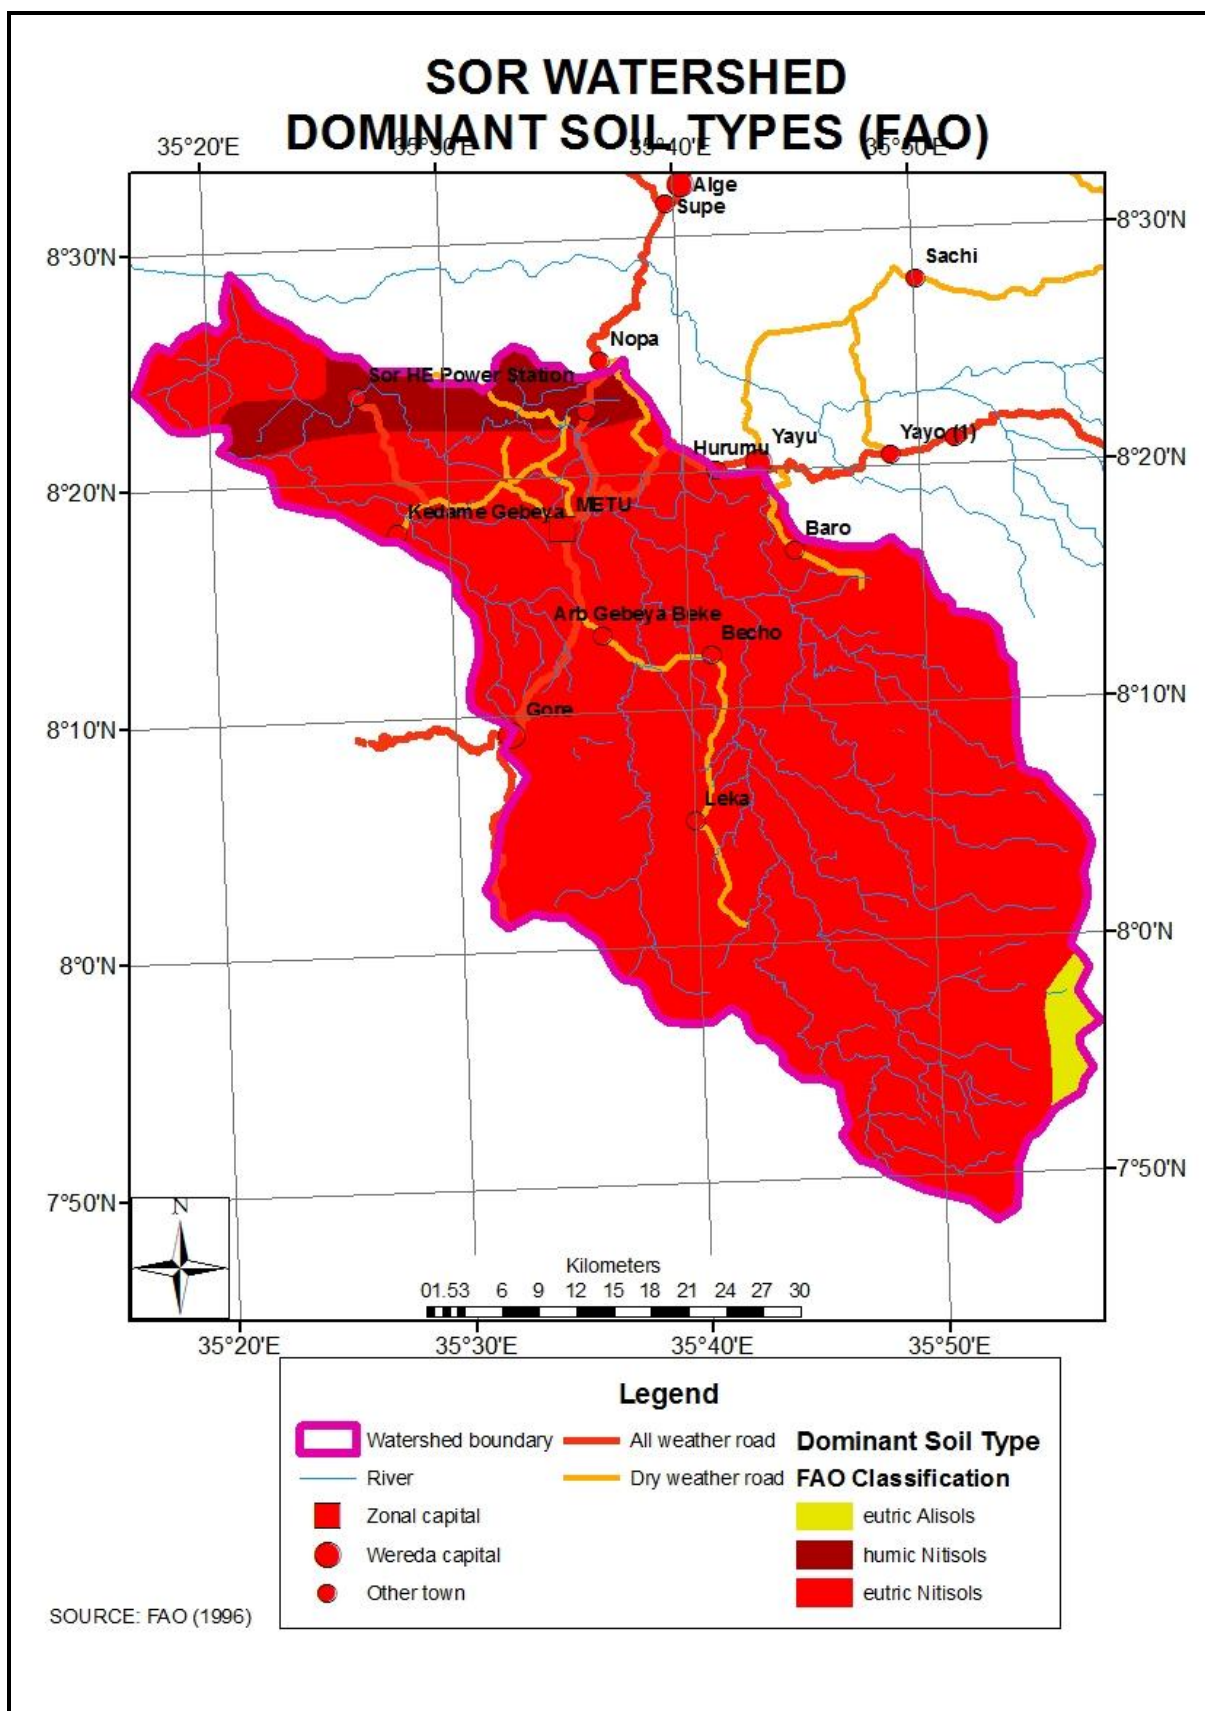 SOR WATERSHED
DOMINANT SOIL TYPES (FAO)
35°20'E 35°30'E 35°40'E 35°50'E
Alge
Supe
8°30'N
8°30'N
Sachi
Nopa
Sor HE Power Station
Hurumu
Yayu
Yayo (1)
8°20'N
8°20'N
Kedame Gebeya
METU
Baro
Arb Gebeya Beke
Becho
8°10'N
Gore
8°10'N
Leka
8°0'N
8°0'N
7°50'N
7°50'N
N
Kilometers
0 1.5 3 6 9 12 15 18 21 24 27 30
35°20'E 35°30'E 35°40'E 35°50'E
Legend
Watershed boundary
All weather road
Dominant Soil Type
River
Dry weather road
FAO Classification
Zonal capital
eutric Alisols
Wereda capital
humic Nitisols
Other town
eutric Nitisols
SOURCE: FAO (1996)